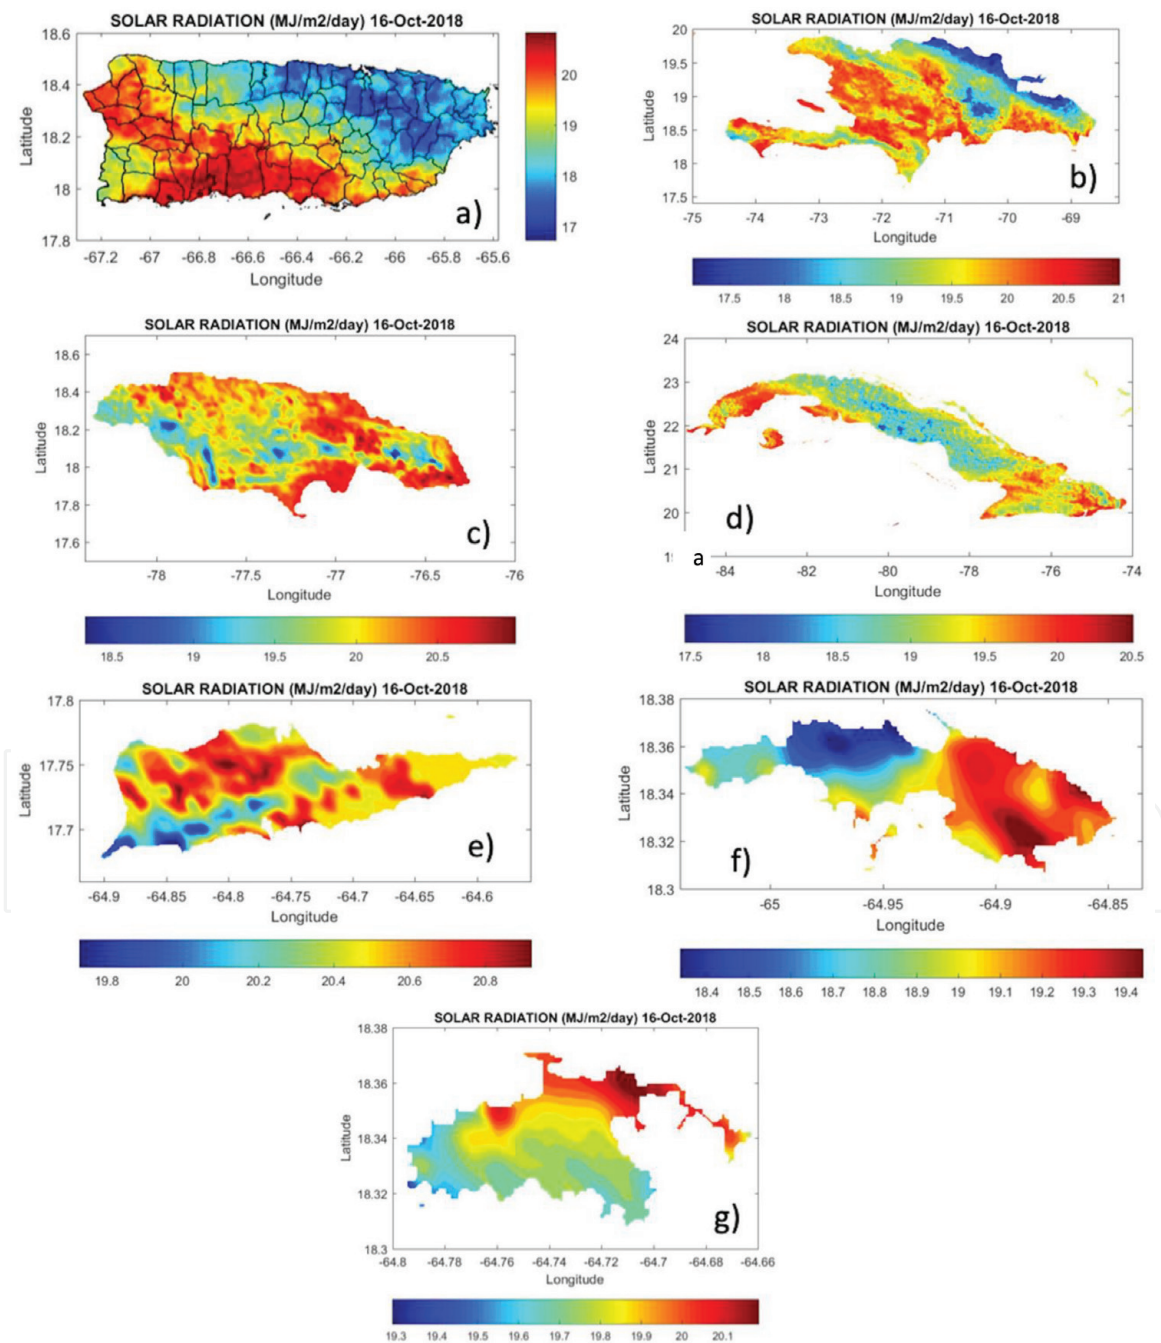 SOLAR RADIATION (MJ/m2/day) 16-Oct-2018
18.6
18.4
18.2
18
17.8
Latitude
-67.2 -67 -66.8 -66.6 -66.4 -66.2 -66 -65.8 -65.6
Longitude
20
19
18
17
a)
SOLAR RADIATION (MJ/m2/day) 16-Oct-2018
20
19.5
19
18.5
18
17.5
Latitude
b)
-75 -74 -73 -72 -71 -70 -69
Longitude
17.5 18 18.5 19 19.5 20 20.5 21
SOLAR RADIATION (MJ/m2/day) 16-Oct-2018
18.6
18.4
18.2
18
17.8
17.6
Latitude
c)
-78 -77.5 -77 -76.5 -76
Longitude
18.5 19 19.5 20 20.5
SOLAR RADIATION (MJ/m2/day) 16-Oct-2018
24
23
22
21
20
Latitude
d)
a
-84 -82 -80 -78 -76 -74
Longitude
17.5 18 18.5 19 19.5 20 20.5
SOLAR RADIATION (MJ/m2/day) 16-Oct-2018
17.8
17.75
17.7
Latitude
e)
-64.9 -64.85 -64.8 -64.75 -64.7 -64.65 -64.6
Longitude
19.8 20 20.2 20.4 20.6 20.8
SOLAR RADIATION (MJ/m2/day) 16-Oct-2018
18.38
18.36
18.34
18.32
18.3
Latitude
f)
-65 -64.95 -64.9 -64.85
Longitude
18.4 18.5 18.6 18.7 18.8 18.9 19 19.1 19.2 19.3 19.4
SOLAR RADIATION (MJ/m2/day) 16-Oct-2018
18.38
18.36
18.34
18.32
18.3
Latitude
g)
-64.8 -64.78 -64.76 -64.74 -64.72 -64.7 -64.68 -64.66
Longitude
19.3 19.4 19.5 19.6 19.7 19.8 19.9 20 20.1